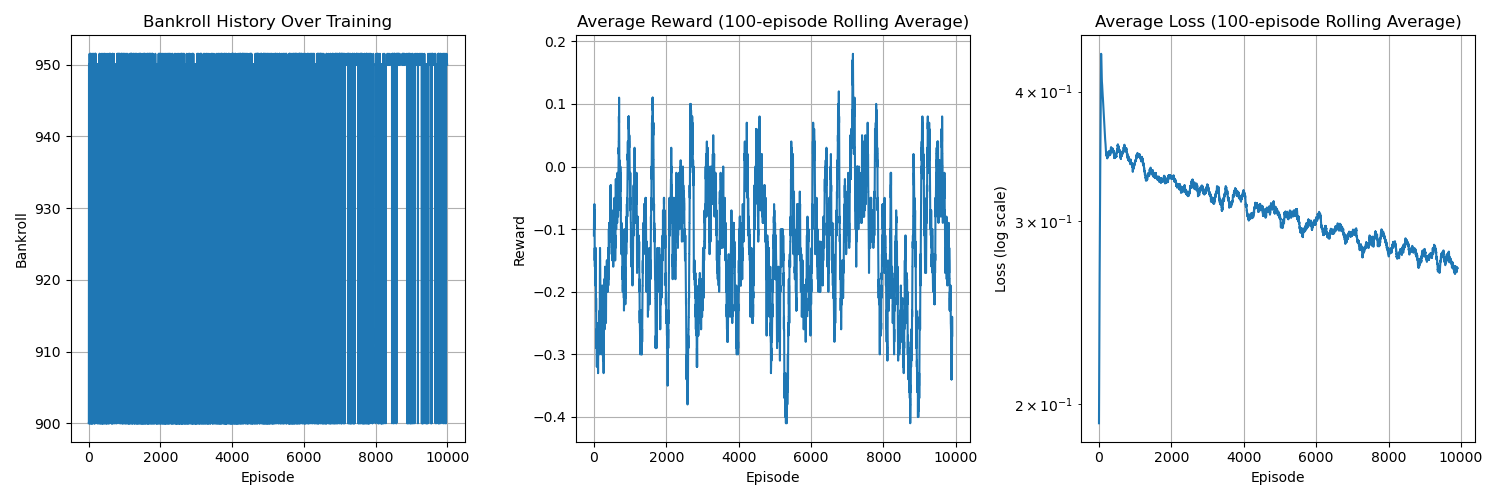 Bankroll History Over Training
950
940
930
920
910
900
Bankroll
0 2000 4000 6000 8000 10000
Episode
Average Reward (100-episode Rolling Average)
0.2
0.1
0.0
−0.1
−0.2
−0.3
−0.4
Reward
0 2000 4000 6000 8000 10000
Episode
Average Loss (100-episode Rolling Average)
4 × 10⁻¹
3 × 10⁻¹
2 × 10⁻¹
Loss (log scale)
0 2000 4000 6000 8000 10000
Episode